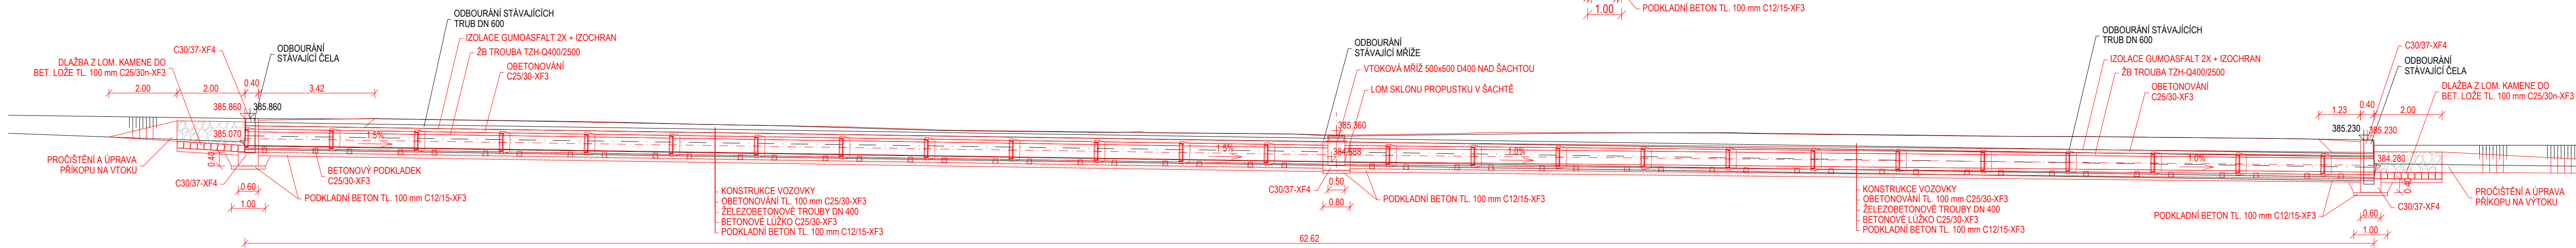 1.00
PODKLADNÍ BETON TL. 100 mm C12/15-XF3
ODBOURÁNÍ STÁVAJÍCÍCH
TRUB DN 600
IZOLACE GUMOASFALT 2X + IZOCHRAN
ŽB TROUBA TZH-Q400/2500
OBETONOVÁNÍ
C25/30-XF3
C30/37-XF4
ODBOURÁNÍ
STÁVAJÍCÍ ČELA
DLAŽBA Z LOM. KAMENE DO
BET. LOŽE TL. 100 mm C25/30n-XF3
2.00
2.00
0.40
3.42
385.860
385.860
385.070
1.5%
PROČIŠTĚNÍ A ÚPRAVA
PŘÍKOPU NA VTOKU
0.40
C30/37-XF4
0.60
1.00
BETONOVÝ PODKLADEK
C25/30-XF3
PODKLADNÍ BETON TL. 100 mm C12/15-XF3
KONSTRUKCE VOZOVKY
OBETONOVÁNÍ TL. 100 mm C25/30-XF3
ŽELEZOBETONOVÉ TROUBY DN 400
BETONOVÉ LŮŽKO C25/30-XF3
PODKLADNÍ BETON TL. 100 mm C12/15-XF3
1.5%
ODBOURÁNÍ
STÁVAJÍCÍ MŘÍŽE
VTOKOVÁ MŘÍŽ 500x500 D400 NAD ŠACHTOU
LOM SKLONU PROPUSTKU V ŠACHTĚ
385.360
384.588
C30/37-XF4
0.50
0.80
PODKLADNÍ BETON TL. 100 mm C12/15-XF3
1.0%
62.62
KONSTRUKCE VOZOVKY
OBETONOVÁNÍ TL. 100 mm C25/30-XF3
ŽELEZOBETONOVÉ TROUBY DN 400
BETONOVÉ LŮŽKO C25/30-XF3
PODKLADNÍ BETON TL. 100 mm C12/15-XF3
ODBOURÁNÍ STÁVAJÍCÍCH
TRUB DN 600
IZOLACE GUMOASFALT 2X + IZOCHRAN
ŽB TROUBA TZH-Q400/2500
OBETONOVÁNÍ
C25/30-XF3
1.0%
C30/37-XF4
ODBOURÁNÍ
STÁVAJÍCÍ ČELA
DLAŽBA Z LOM. KAMENE DO
BET. LOŽE TL. 100 mm C25/30n-XF3
1.23
0.40
2.00
385.230
385.230
384.280
0.40
PROČIŠTĚNÍ A ÚPRAVA
PŘÍKOPU NA VÝTOKU
C30/37-XF4
PODKLADNÍ BETON TL. 100 mm C12/15-XF3
0.60
1.00